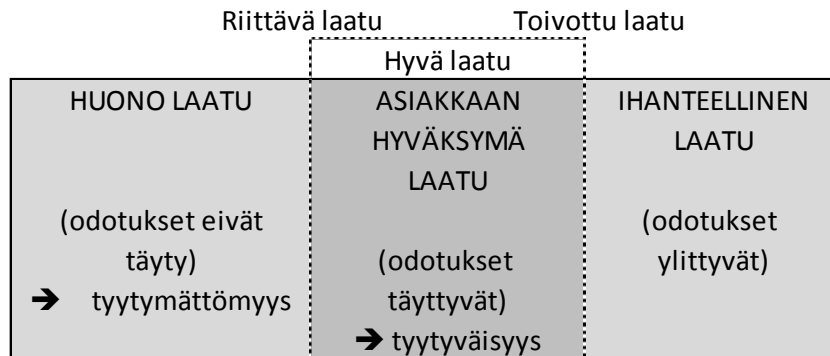 Riittävä laatu Toivottu laatu
Hyvä laatu
HUONO LAATU
(odotukset eivät
täyty)
➔ tyytymättömyys
ASIAKKAAN
HYVÄKSYMÄ
LAATU
(odotukset
täyttyvät)
➔ tyytyväisyys
IHANTEELLINEN
LAATU
(odotukset
ylittyvät)